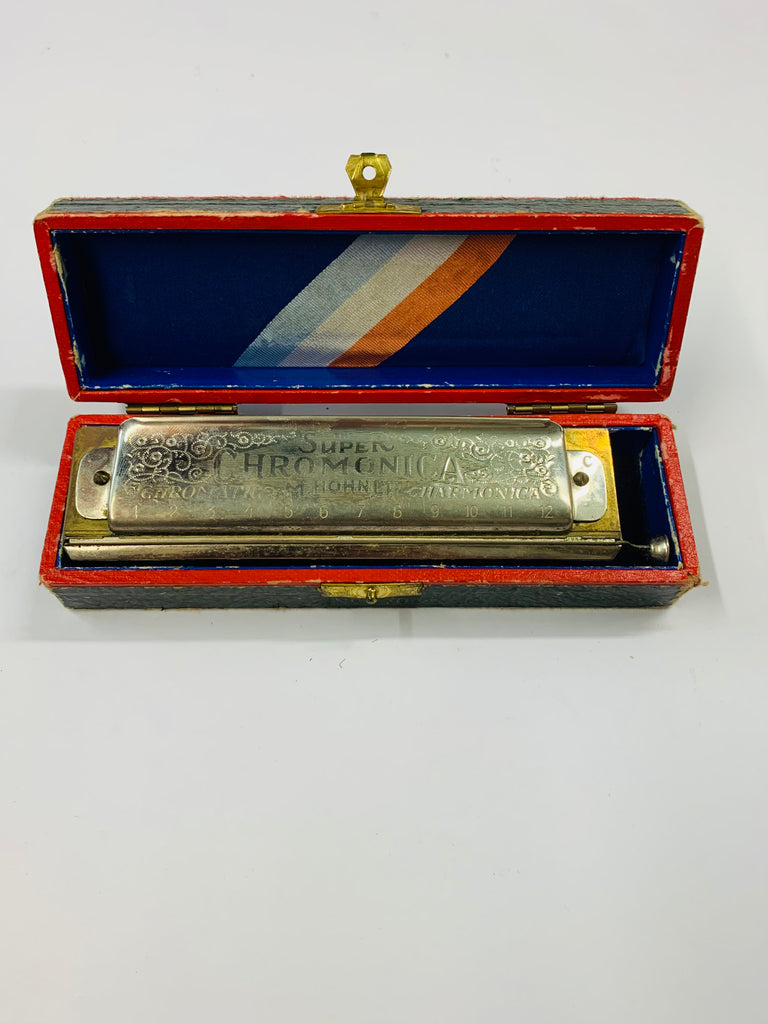 SUPER
CHROMONICA
C
CHROMATIC M. HOHNER HARMONICA
1 2 3 4 5 6 7 8 9 10 11 12